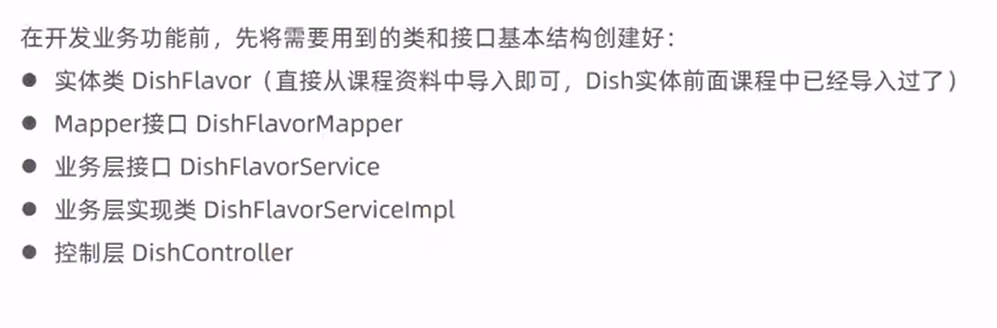 在开发业务功能前，先将需要用到的类和接口基本结构创建好：
● 实体类 DishFlavor（直接从课程资料中导入即可，Dish实体前面课程中已经导入过了）
● Mapper接口 DishFlavorMapper
● 业务层接口 DishFlavorService
● 业务层实现类 DishFlavorServiceImpl
● 控制层 DishController